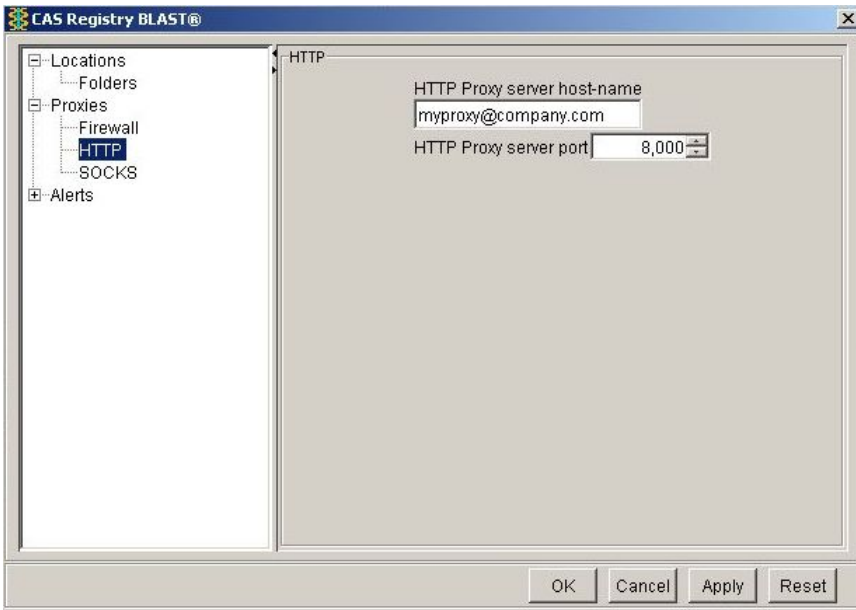 CAS Registry BLAST®
Locations
Folders
Proxies
Firewall
HTTP
SOCKS
Alerts
HTTP
HTTP Proxy server host-name
myproxy@company.com
HTTP Proxy server port 8,000
OK Cancel Apply Reset